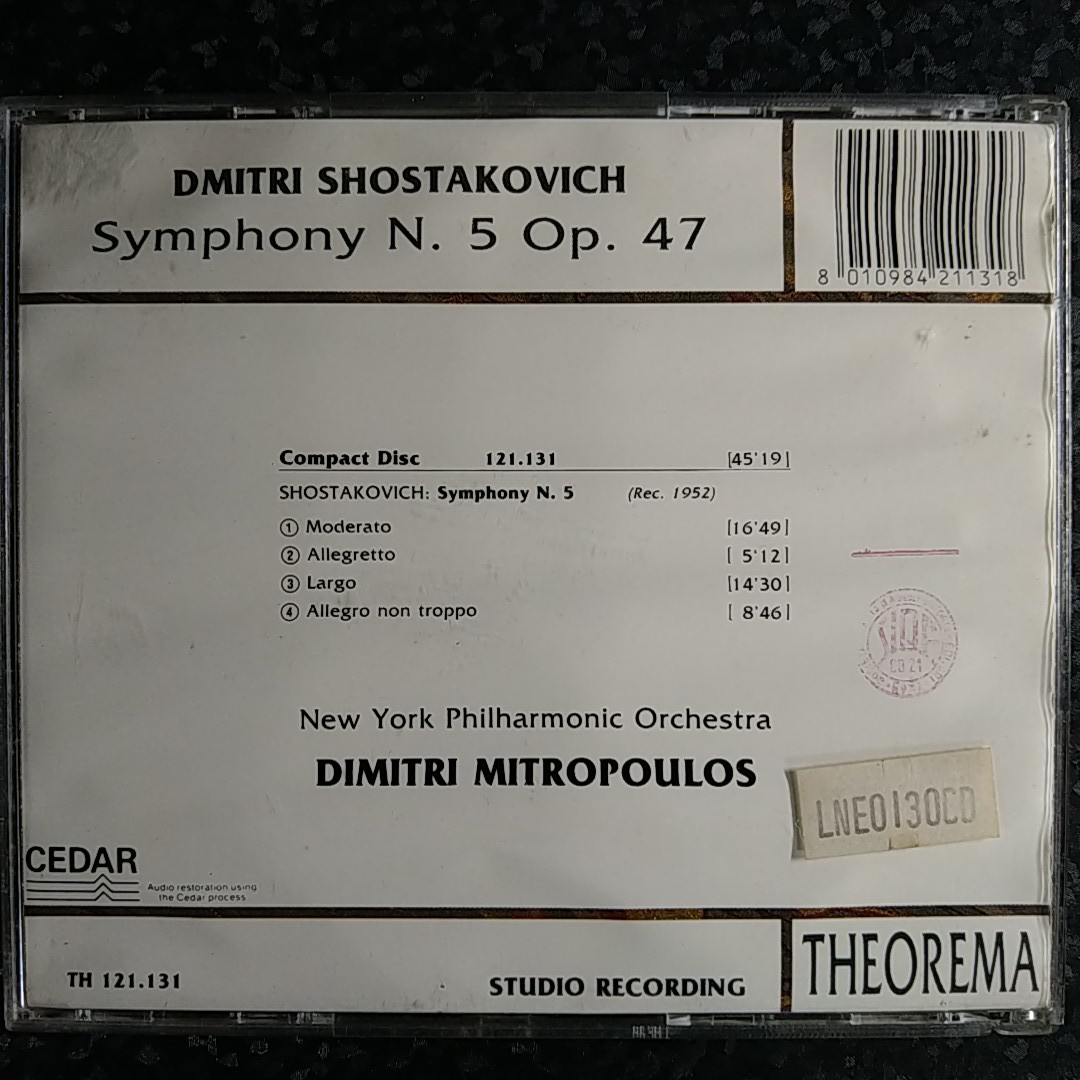 DMITRI SHOSTAKOVICH
Symphony N. 5 Op. 47
8 010984 211318
Compact Disc 121.131 [45'19]
SHOSTAKOVICH: Symphony N. 5 (Rec. 1952)
1 Moderato [16'49]
2 Allegretto [ 5'12]
3 Largo [14'30]
4 Allegro non troppo [ 8'46]
New York Philharmonic Orchestra
DIMITRI MITROPOULOS
LNE0130CD
CEDAR
Audio restoration using
the Cedar process
TH 121.131
STUDIO RECORDING
THEOREMA